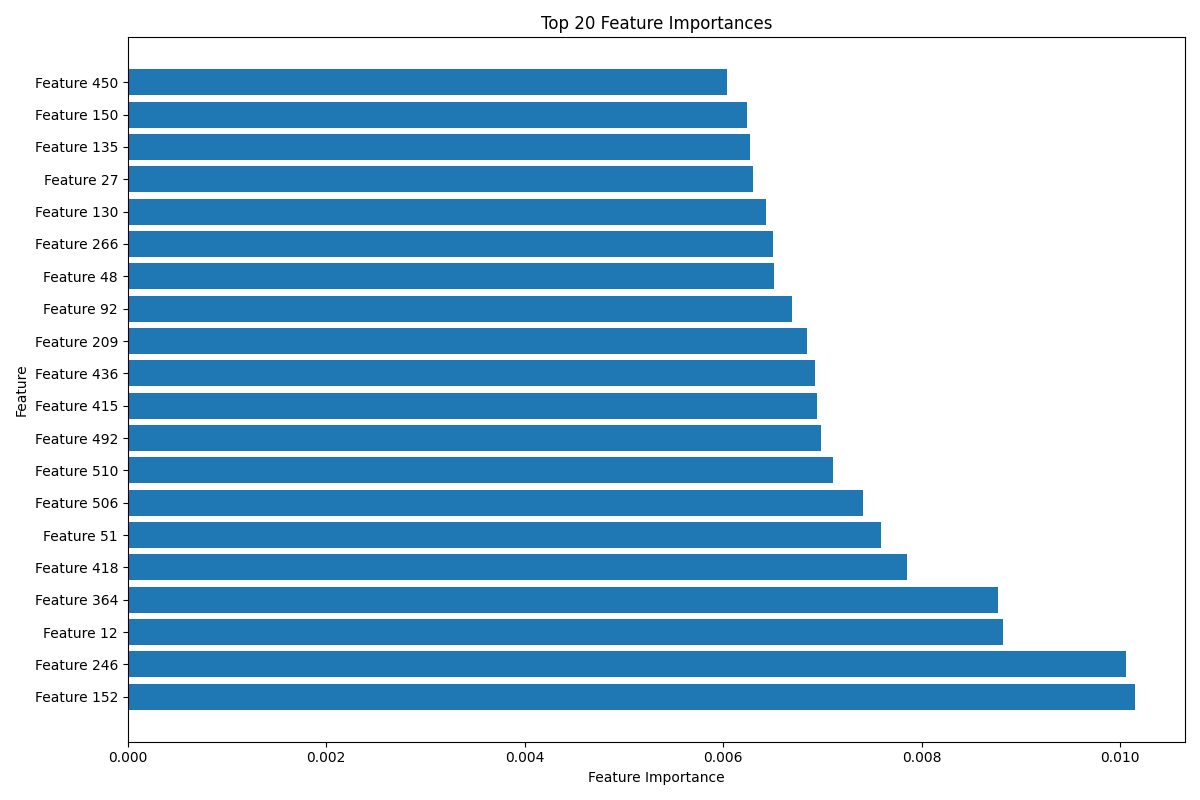 Top 20 Feature Importances
Feature
Feature 450
Feature 150
Feature 135
Feature 27
Feature 130
Feature 266
Feature 48
Feature 92
Feature 209
Feature 436
Feature 415
Feature 492
Feature 510
Feature 506
Feature 51
Feature 418
Feature 364
Feature 12
Feature 246
Feature 152
0.000 0.002 0.004 0.006 0.008 0.010
Feature Importance